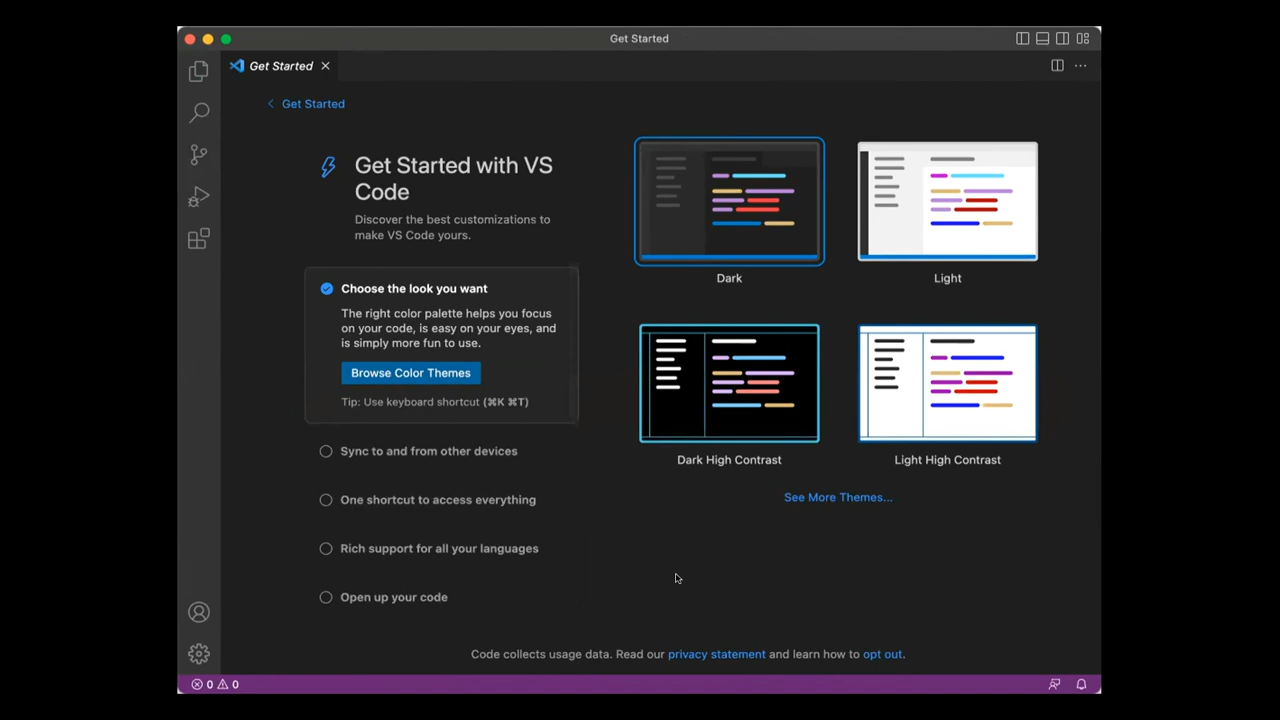 Get Started
Get Started
Get Started
Get Started with VS
Code
Discover the best customizations to
make VS Code yours.
Choose the look you want
The right color palette helps you focus
on your code, is easy on your eyes, and
is simply more fun to use.
Browse Color Themes
Tip: Use keyboard shortcut (⌘K ⌘T)
Sync to and from other devices
One shortcut to access everything
Rich support for all your languages
Open up your code
Dark
Light
Dark High Contrast
Light High Contrast
See More Themes...
Code collects usage data. Read our privacy statement and learn how to opt out.
0 0